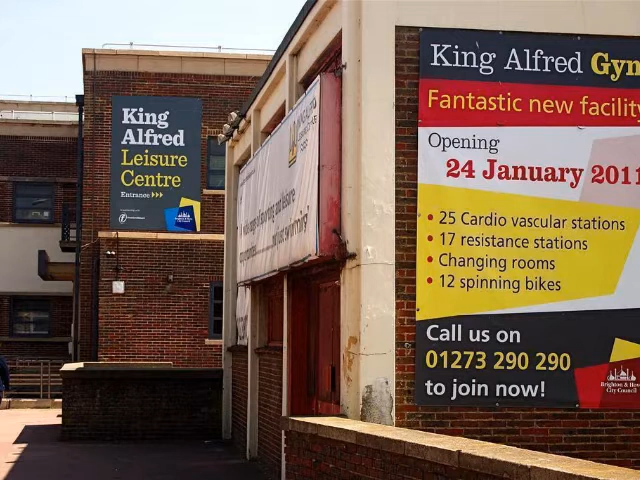 King
Alfred
Leisure
Centre
Entrance >>>
King Alfred Gym
Fantastic new facility
Opening
24 January 2011
• 25 Cardio vascular stations
• 17 resistance stations
• Changing rooms
• 12 spinning bikes
Call us on
01273 290 290
to join now!
Brighton & Hove
City Council